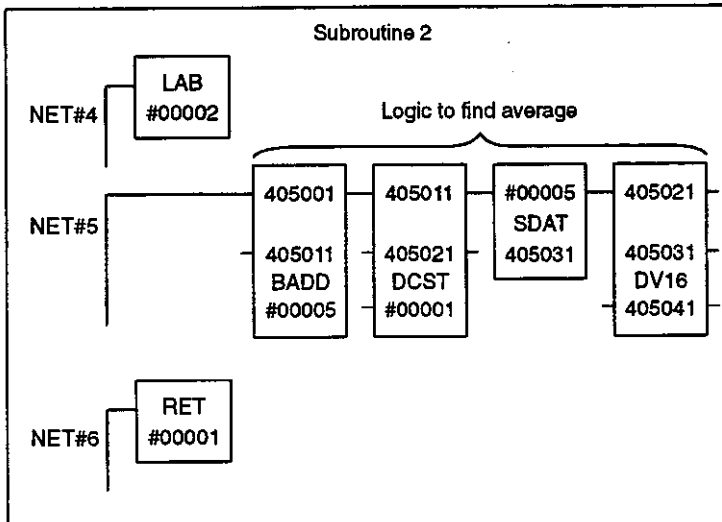 Subroutine 2
LAB
#00002
NET#4
Logic to find average
NET#5
405001
405011
BADD
#00005
405011
405021
DCST
#00001
#00005
SDAT
405031
405021
405031
DV16
405041
RET
#00001
NET#6